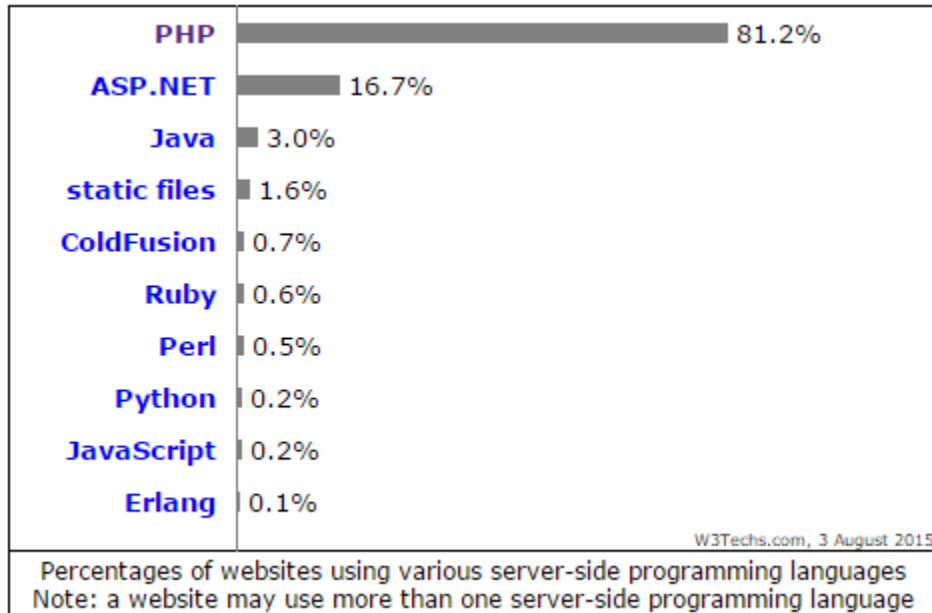 PHP 81.2%
ASP.NET 16.7%
Java 3.0%
static files 1.6%
ColdFusion 0.7%
Ruby 0.6%
Perl 0.5%
Python 0.2%
JavaScript 0.2%
Erlang 0.1%
W3Techs.com, 3 August 2015
Percentages of websites using various server-side programming languages
Note: a website may use more than one server-side programming language